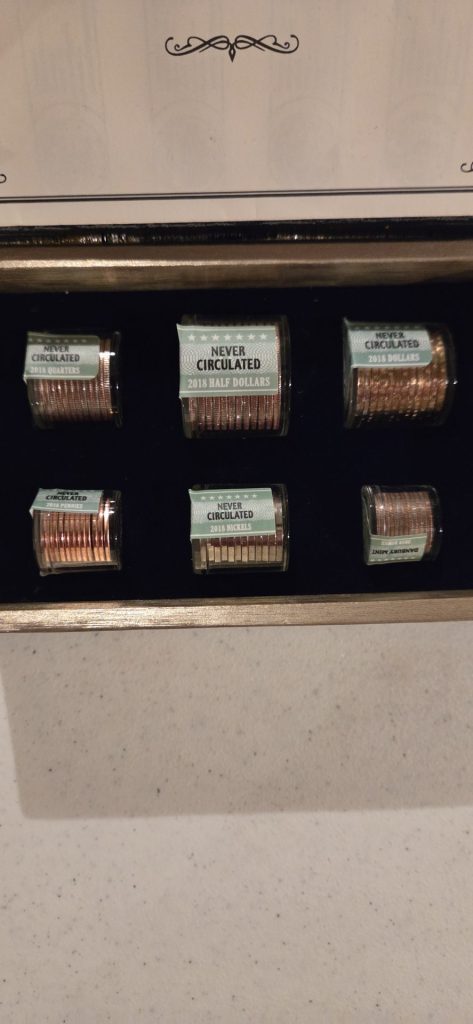 NEVER
CIRCULATED
2018 QUARTERS
NEVER
CIRCULATED
2018 HALF DOLLARS
NEVER
CIRCULATED
2018 DOLLARS
NEVER
CIRCULATED
2018 PENNIES
NEVER
CIRCULATED
2018 NICKELS
DANBURY MINT